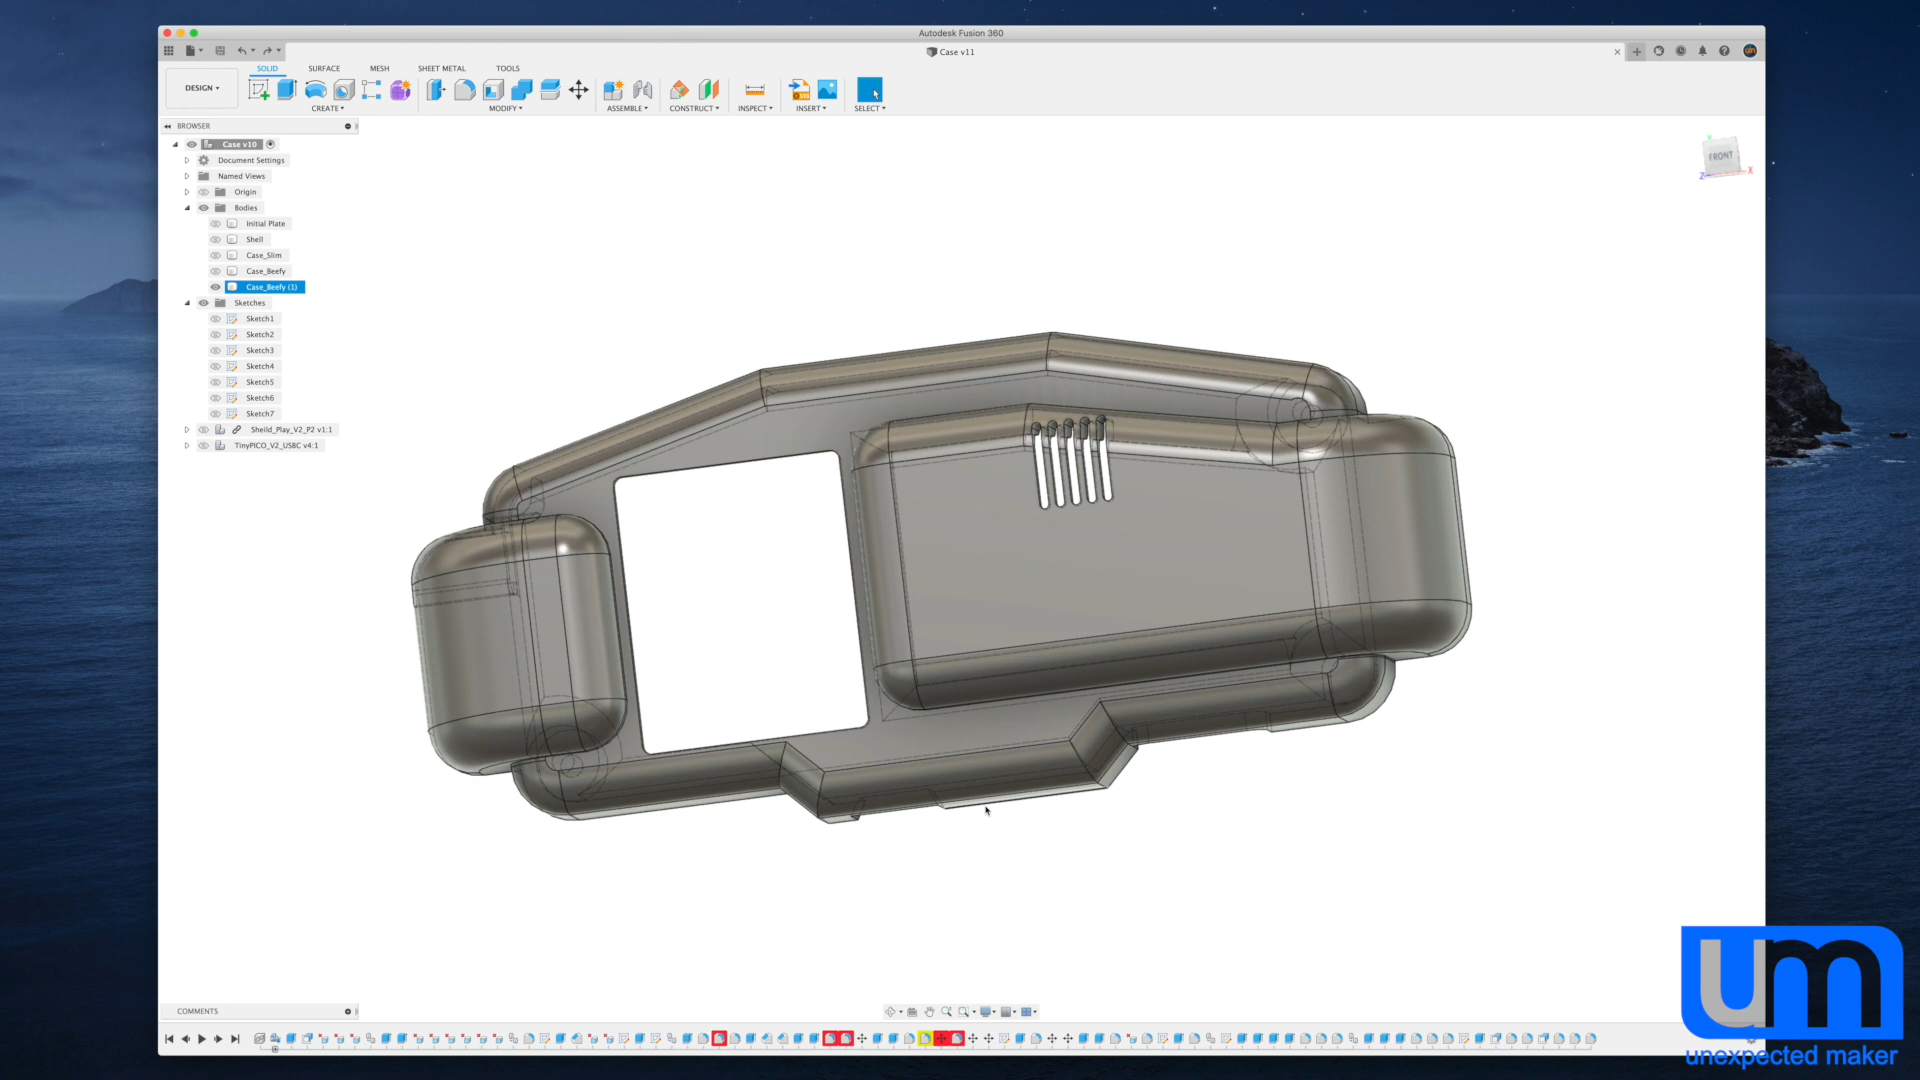 Autodesk Fusion 360
Case v11
SOLID SURFACE MESH SHEET METAL TOOLS
DESIGN
CREATE MODIFY ASSEMBLE CONSTRUCT INSPECT INSERT SELECT
BROWSER
Case v10
Document Settings
Named Views
Origin
Bodies
Initial Plate
Shell
Case_Slim
Case_Beefy
Case_Beefy (1)
Sketches
Sketch1
Sketch2
Sketch3
Sketch4
Sketch5
Sketch6
Sketch7
Sheild_Play_V2_P2 v1:1
TinyPICO_V2_USBC v4:1
FRONT
X
Z
COMMENTS
um
unexpected maker